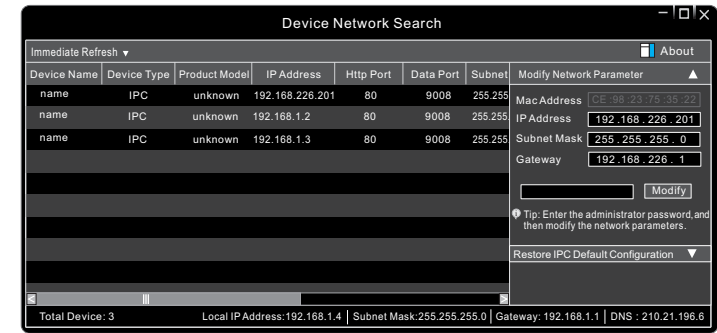 Device Network Search
Immediate Refresh ▼ About
Device Name Device Type Product Model IP Address Http Port Data Port Subnet
name IPC unknown 192.168.226.201 80 9008 255.255
name IPC unknown 192.168.1.2 80 9008 255.255.
name IPC unknown 192.168.1.3 80 9008 255.255
Modify Network Parameter ▲
Mac Address CE :98 :23 :75 :35 :22
IP Address 192 .168 . 226 . 201
Subnet Mask 255 . 255 . 255 . 0
Gateway 192 .168 . 226 . 1
Modify
Tip: Enter the administrator password,and
then modify the network parameters.
Restore IPC Default Configuration ▼
Total Device: 3 Local IP Address:192.168.1.4 Subnet Mask:255.255.255.0 Gateway: 192.168.1.1 DNS : 210.21.196.6